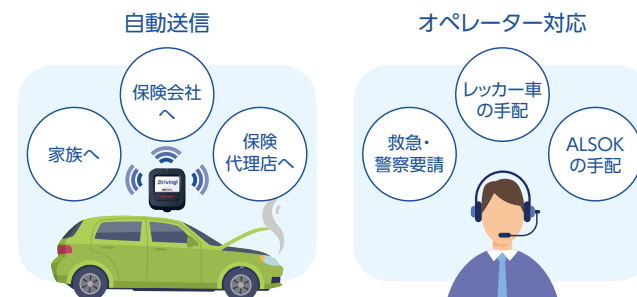 自動送信
保険会社
へ
家族へ
保険
代理店へ
Driving!
オペレーター対応
レッカー車
の手配
救急・
警察要請
ALSOK
の手配